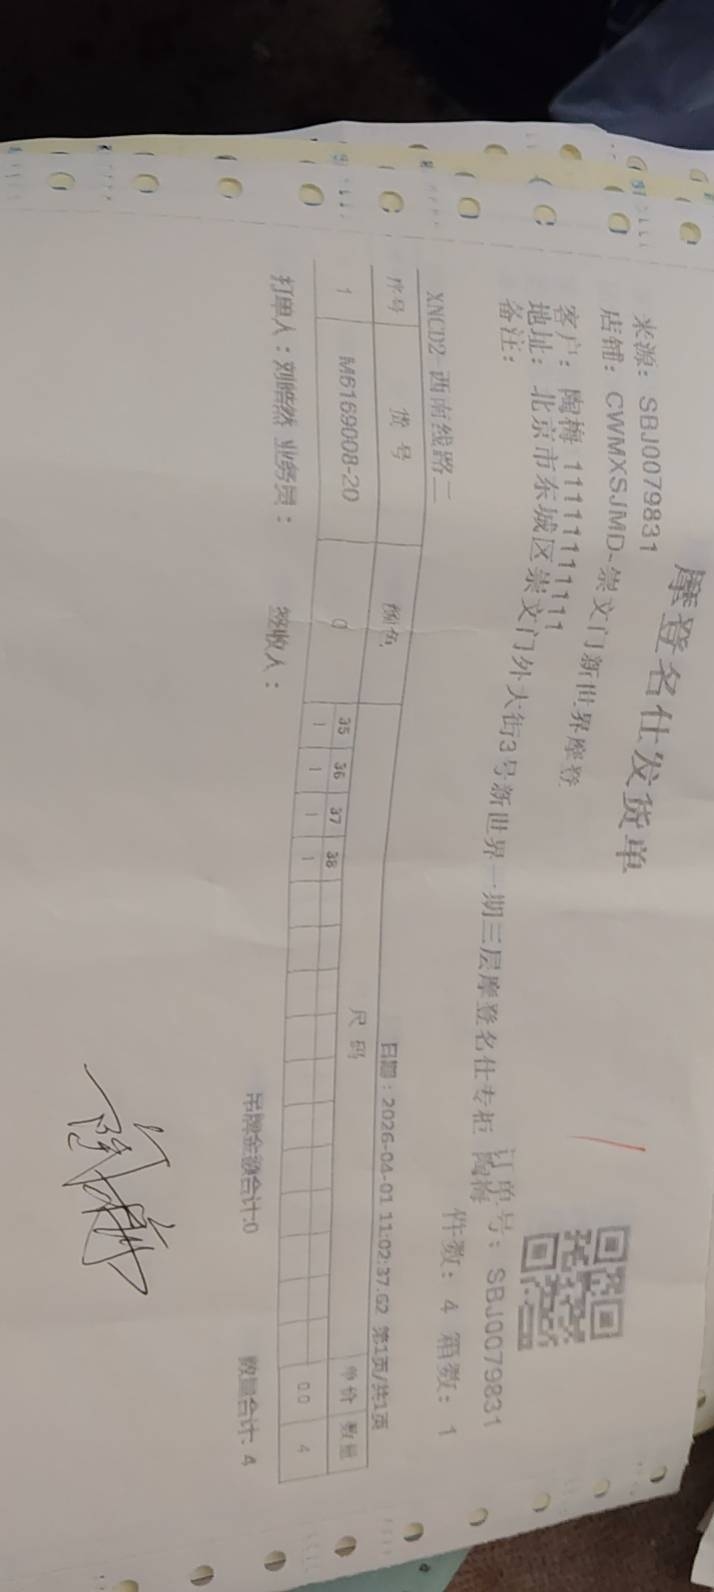 摩登名仕发货单
来源：SBJ0079831
店铺：CWMXSJMD-崇文门新世界摩登
订单号：SBJ0079831
客户：陶梅 11111111111
件数：4 箱数：1
地址：北京市东城区崇文门外大街3号新世界一期三层摩登名仕专柜 陶梅
备注：
XNCD2-西南线路二 日期：2026-04-01 11:02:37.62 第1页/共1页
序号 货号 颜色 尺码 单价 数量
35 36 37 38
1 M6169008-20 0 1 1 1 1 0.0 4
打单人：刘皓然 业务员： 签收人： 吊牌金额合计:0 数量合计: 4
陶梅